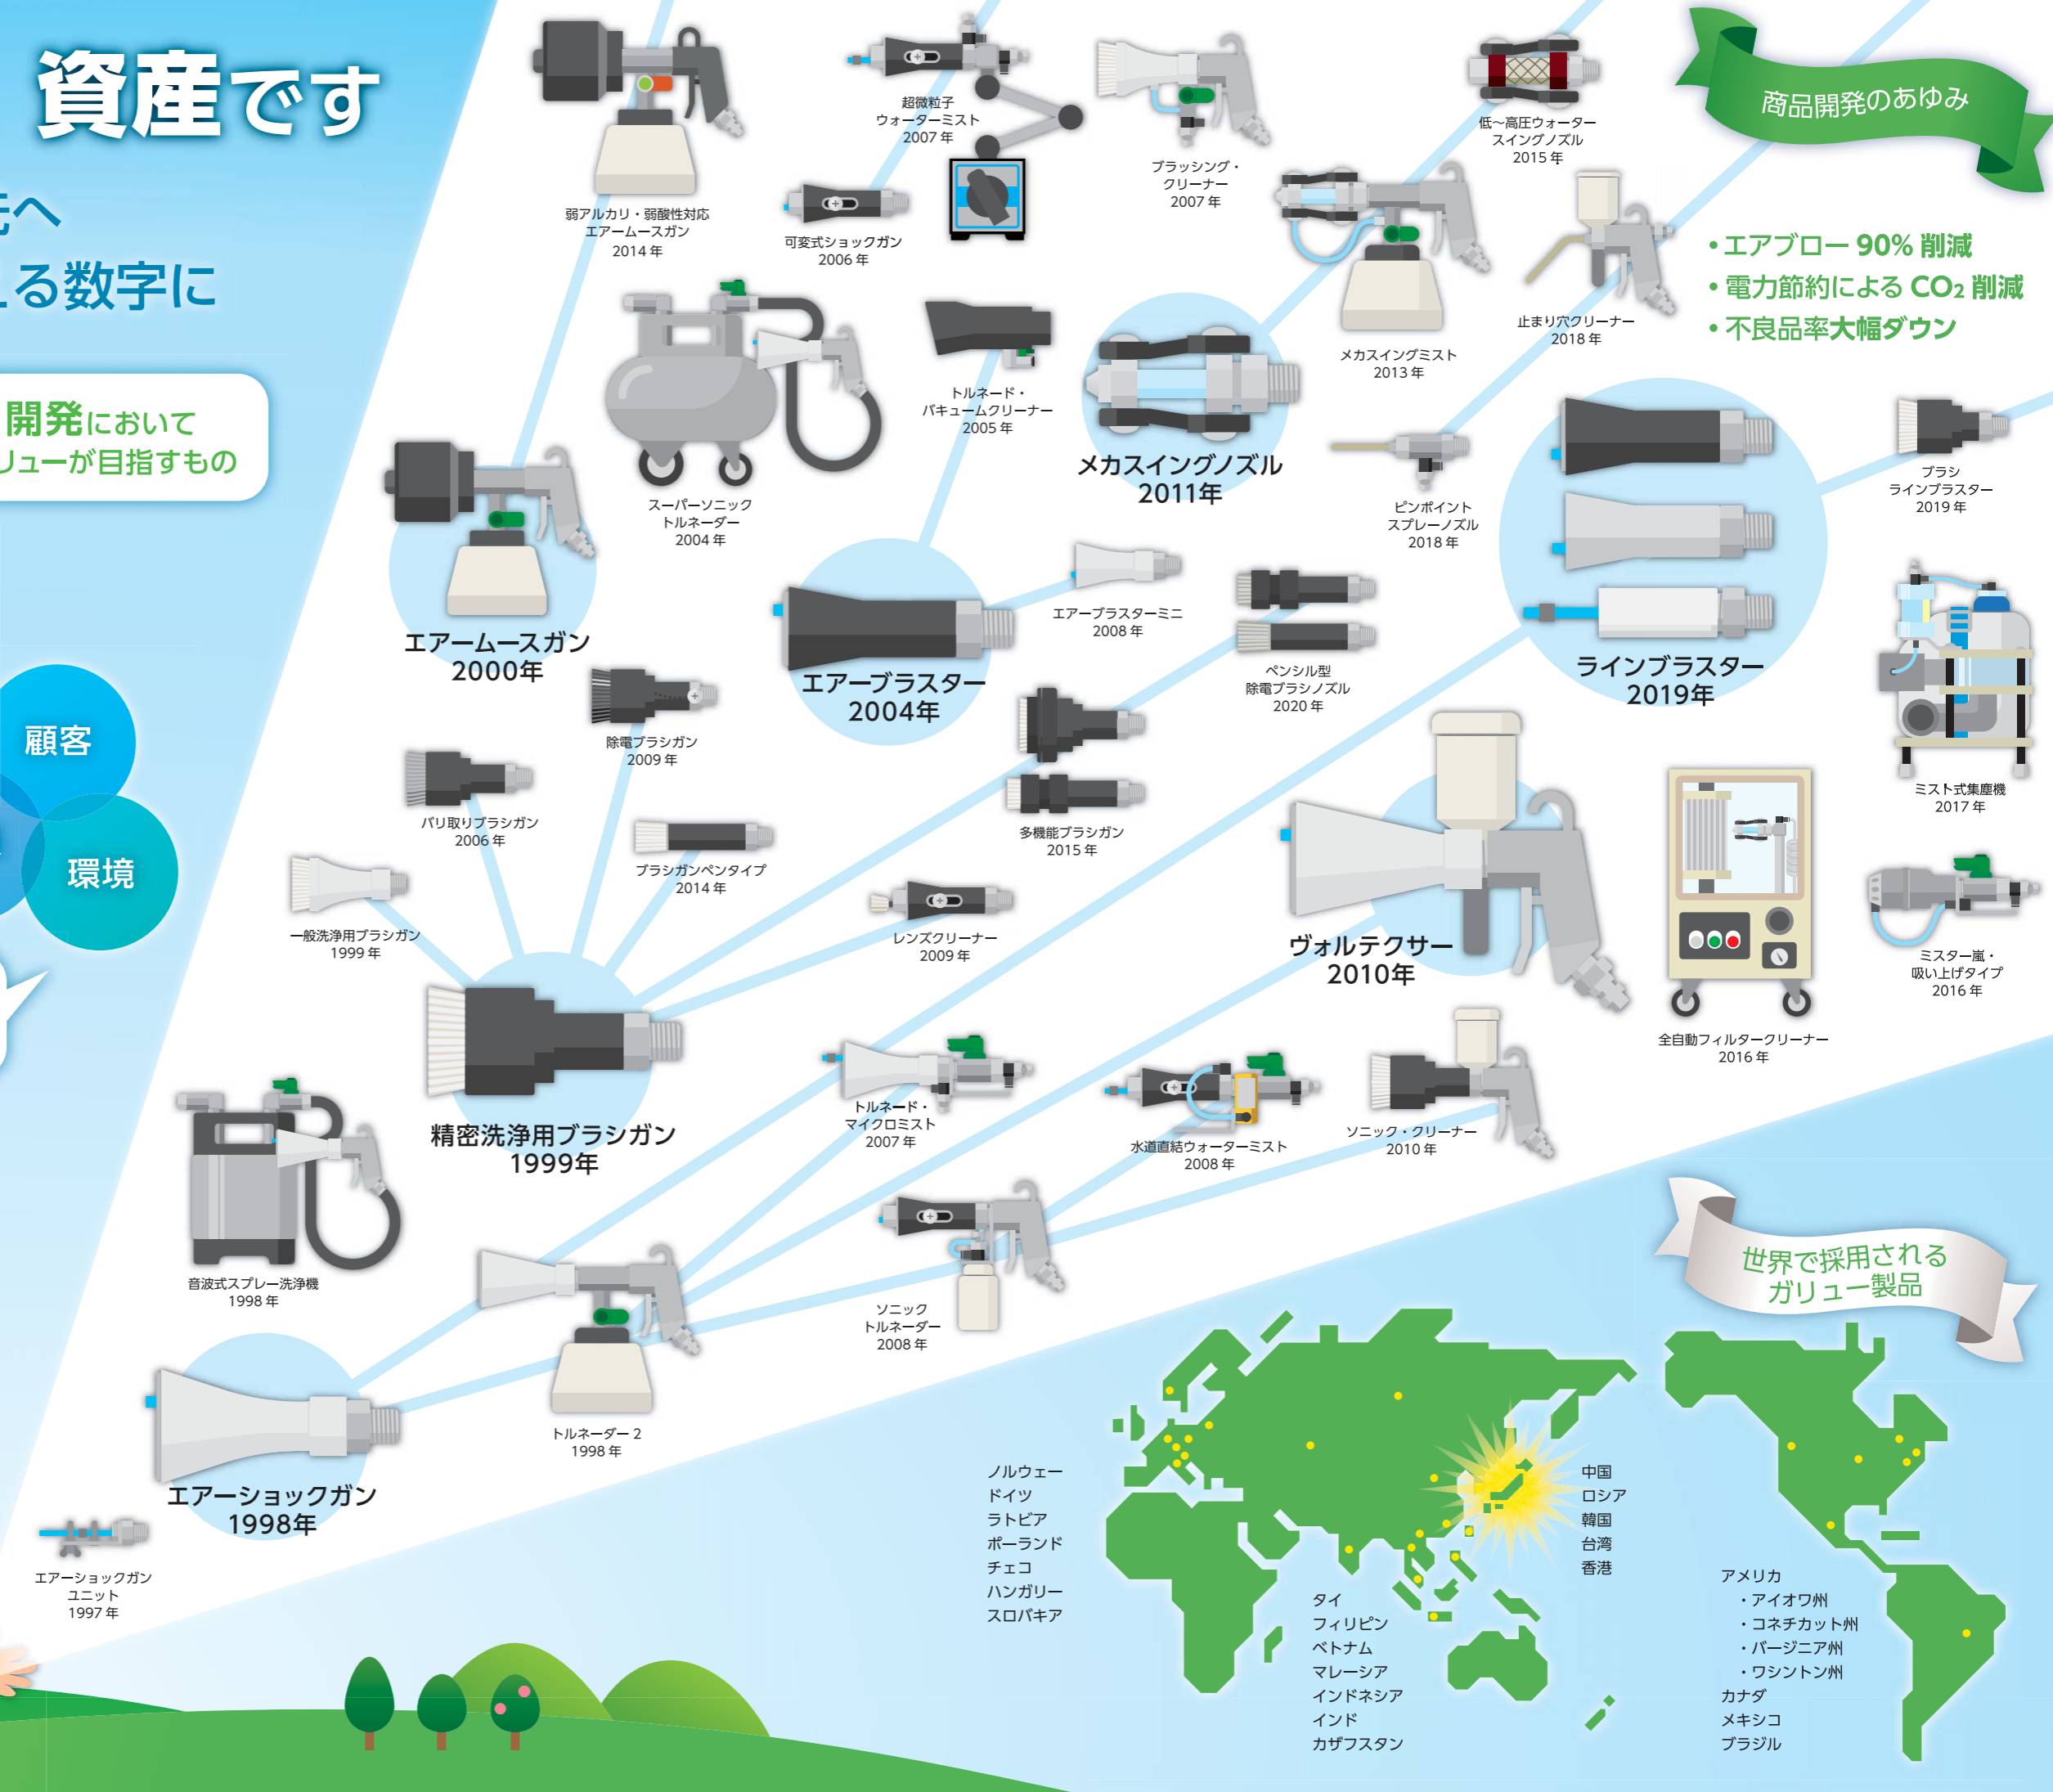 資産です
先へ
える数字に
開発において
リューが目指すもの
顧客
環境
商品開発のあゆみ
・エアブロー 90% 削減
・電力節約による CO₂ 削減
・不良品率大幅ダウン
弱アルカリ・弱酸性対応
エアームースガン
2014年
超微粒子
ウォーターミスト
2007年
可変式ショックガン
2006年
ブラッシング・
クリーナー
2007年
低〜高圧ウォーター
スイングノズル
2015年
メカスイングミスト
2013年
止まり穴クリーナー
2018年
スーパーソニック
トルネーダー
2004年
トルネード・
バキュームクリーナー
2005年
メカスイングノズル
2011年
ピンポイント
スプレーノズル
2018年
ブラシ
ラインブラスター
2019年
エアームースガン
2000年
エアーブラスター
2004年
エアーブラスターミニ
2008年
ペンシル型
除電ブラシノズル
2020年
ラインブラスター
2019年
除電ブラシガン
2009年
バリ取りブラシガン
2006年
ブラシガンペンタイプ
2014年
多機能ブラシガン
2015年
ミスト式集塵機
2017年
一般洗浄用ブラシガン
1999年
レンズクリーナー
2009年
ヴォルテクサー
2010年
全自動フィルタークリーナー
2016年
ミスター嵐・
吸い上げタイプ
2016年
精密洗浄用ブラシガン
1999年
トルネード・
マイクロミスト
2007年
水道直結ウォーターミスト
2008年
ソニック・クリーナー
2010年
音波式スプレー洗浄機
1998年
ソニック
トルネーダー
2008年
トルネーダー 2
1998年
エアーショックガン
1998年
エアーショックガン
ユニット
1997年
世界で採用される
ガリュー製品
ノルウェー
ドイツ
ラトビア
ポーランド
チェコ
ハンガリー
スロバキア
タイ
フィリピン
ベトナム
マレーシア
インドネシア
インド
カザフスタン
中国
ロシア
韓国
台湾
香港
アメリカ
・アイオワ州
・コネチカット州
・バージニア州
・ワシントン州
カナダ
メキシコ
ブラジル